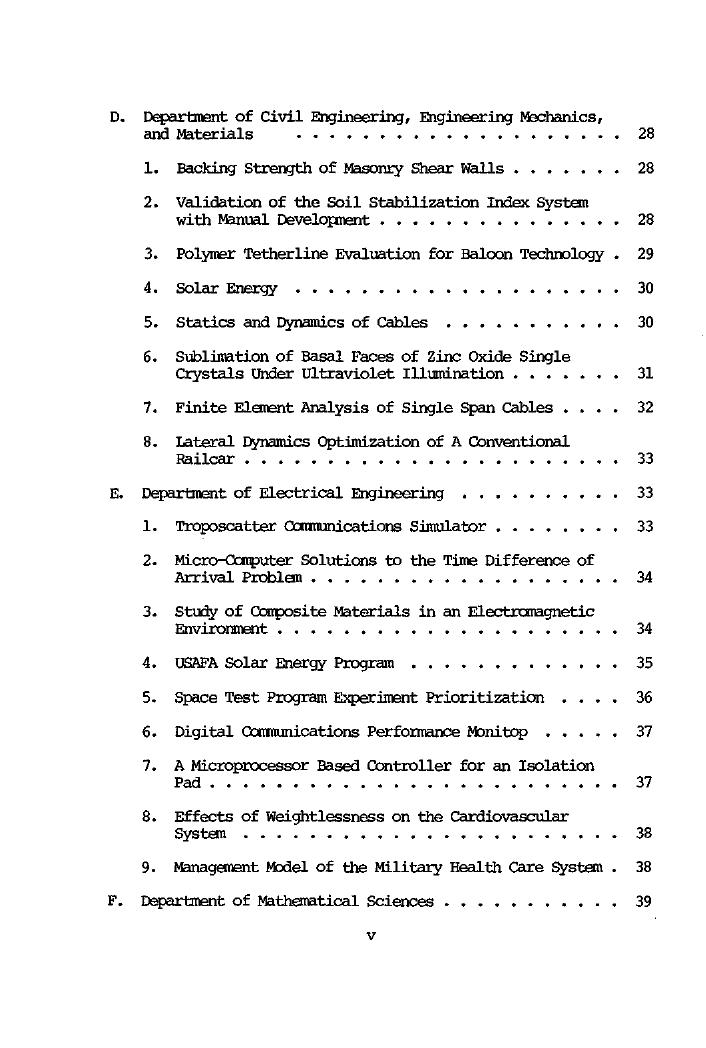 D. Department of Civil Engineering, Engineering Mechanics,
and Materials . . . . . . . . . . . . . . . . . . . . 28
1. Backing Strength of Masonry Shear Walls . . . . . . . 28
2. Validation of the Soil Stabilization Index System
with Manual Development . . . . . . . . . . . . . . . 28
3. Polymer Tetherline Evaluation for Baloon Technology . 29
4. Solar Energy . . . . . . . . . . . . . . . . . . . . 30
5. Statics and Dynamics of Cables . . . . . . . . . . . 30
6. Sublimation of Basal Faces of Zinc Oxide Single
Crystals Under Ultraviolet Illumination . . . . . . . 31
7. Finite Element Analysis of Single Span Cables . . . . 32
8. Lateral Dynamics Optimization of A Conventional
Railcar . . . . . . . . . . . . . . . . . . . . . . . 33
E. Department of Electrical Engineering . . . . . . . . . . 33
1. Troposcatter Communications Simulator . . . . . . . . 33
2. Micro-Computer Solutions to the Time Difference of
Arrival Problem . . . . . . . . . . . . . . . . . . . 34
3. Study of Composite Materials in an Electromagnetic
Environment . . . . . . . . . . . . . . . . . . . . . 34
4. USAFA Solar Energy Program . . . . . . . . . . . . . 35
5. Space Test Program Experiment Prioritization . . . . 36
6. Digital Communications Performance Monitop . . . . . 37
7. A Microprocessor Based Controller for an Isolation
Pad . . . . . . . . . . . . . . . . . . . . . . . . . 37
8. Effects of Weightlessness on the Cardiovascular
System . . . . . . . . . . . . . . . . . . . . . . . 38
9. Management Model of the Military Health Care System . 38
F. Department of Mathematical Sciences . . . . . . . . . . . 39
v